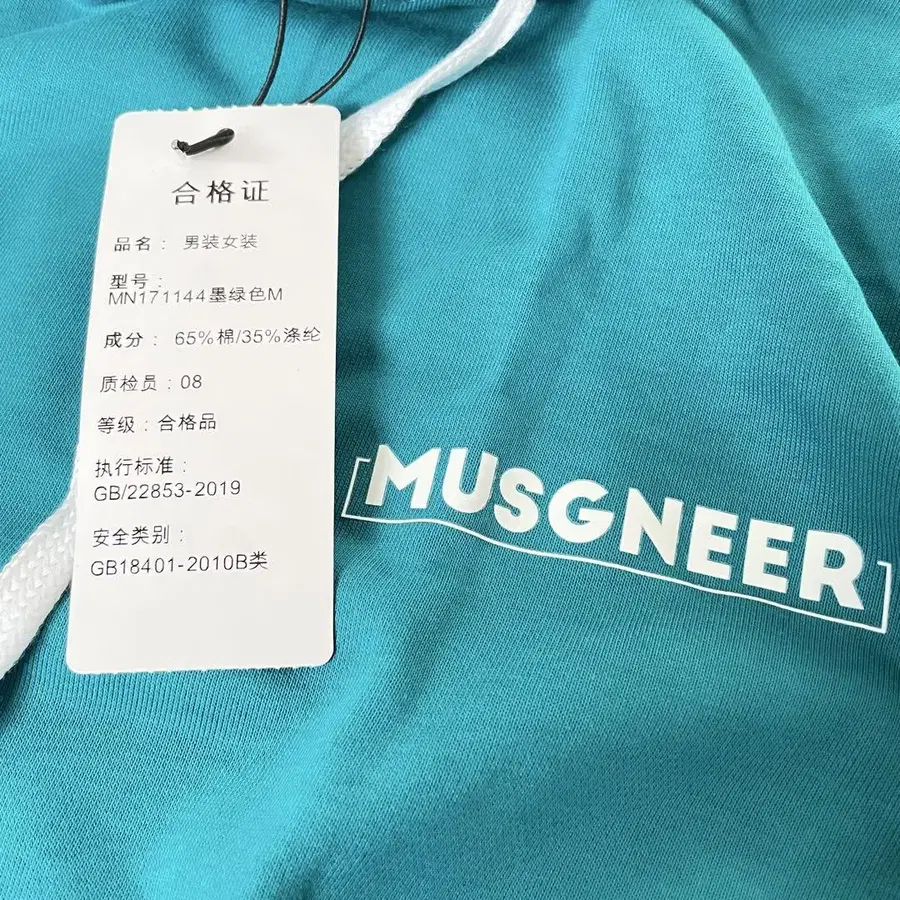 合格证
品名： 男装女装
型号：
MN171144墨绿色M
成分： 65%棉/35%涤纶
质检员：08
等级：合格品
执行标准：
GB/22853-2019
安全类别：
GB18401-2010B类
MUSGNEER